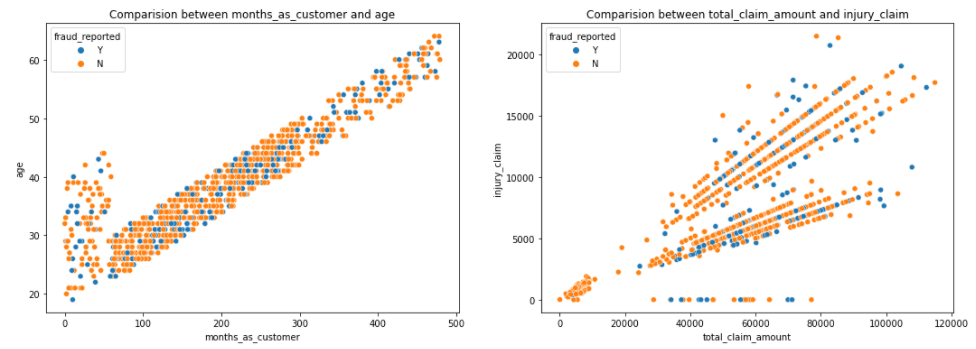 Comparision between months_as_customer and age
fraud_reported
Y
N
age
60
50
40
30
20
0
100
200
300
400
500
months_as_customer
Comparision between total_claim_amount and injury_claim
fraud_reported
Y
N
injury_claim
20000
15000
10000
5000
0
0
20000
40000
60000
80000
100000
120000
total_claim_amount